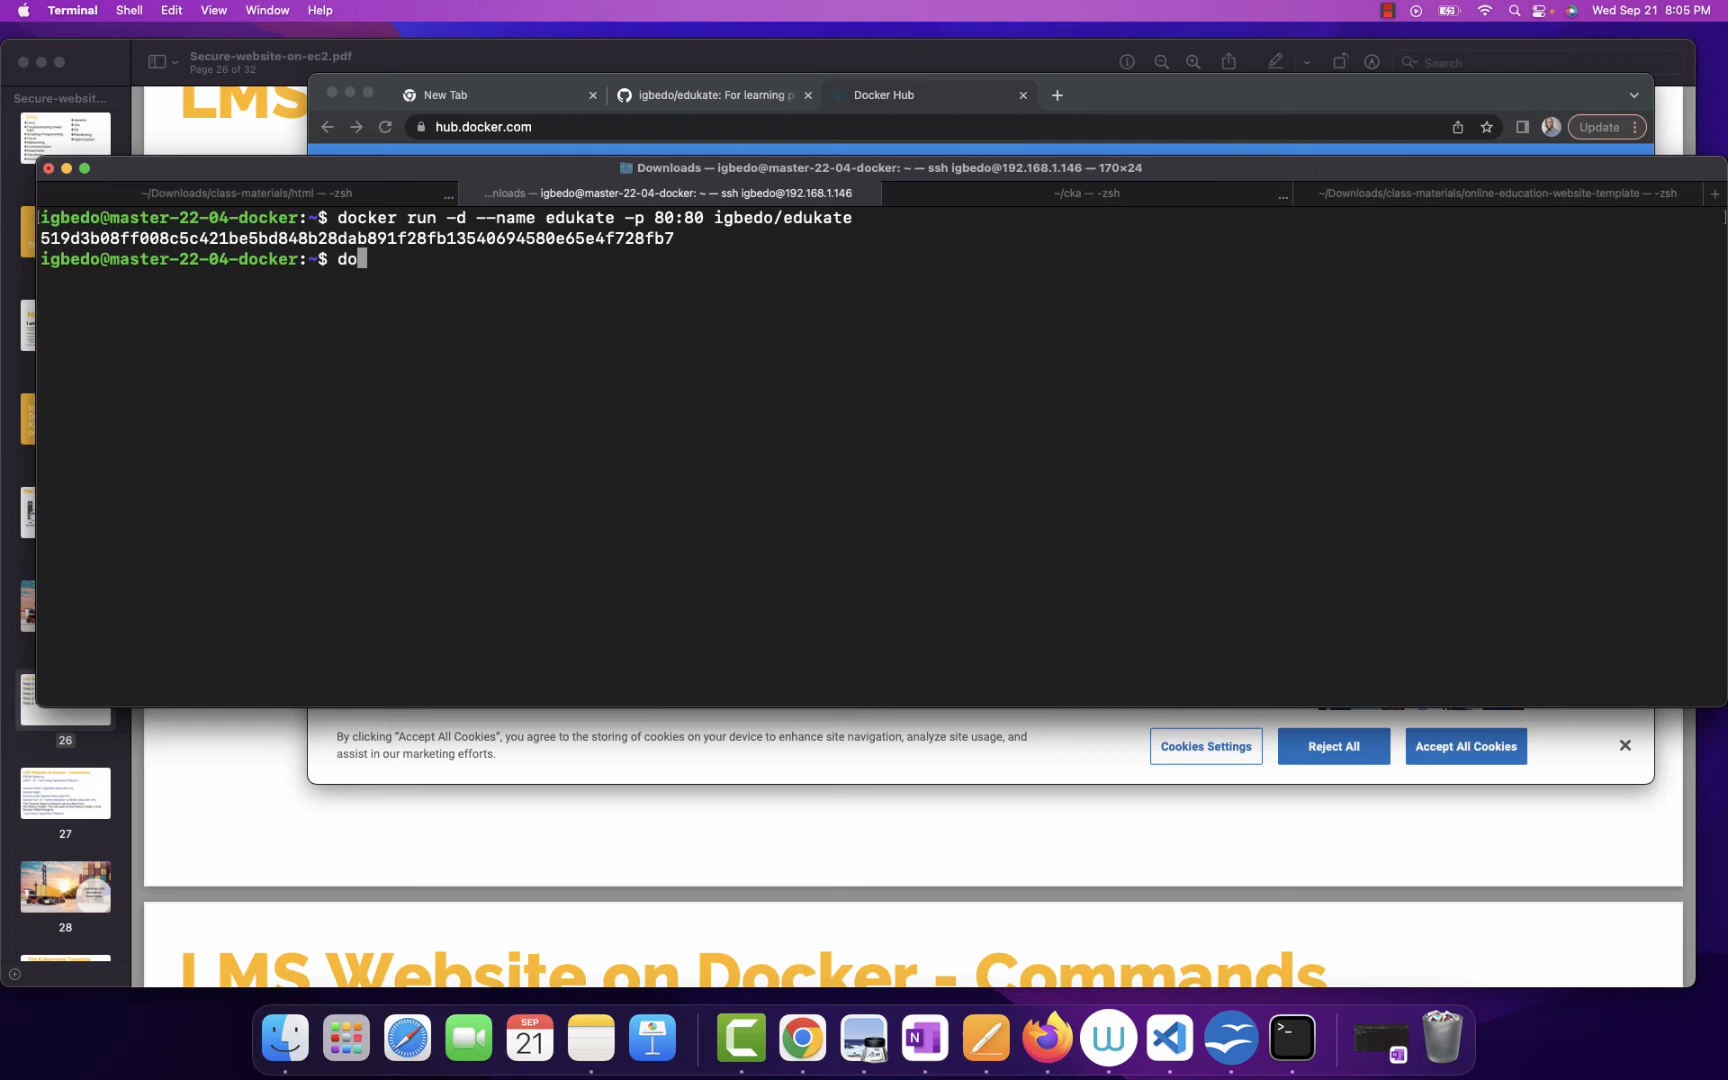 Terminal Shell Edit View Window Help
Wed Sep 21 8:05 PM
Secure-website-on-ec2.pdf
Page 26 of 32
Search
Secure-websit...
LMS
New Tab
igbedo/edukate: For learning p
Docker Hub
hub.docker.com
Update
Downloads — igbedo@master-22-04-docker: ~ — ssh igbedo@192.168.1.146 — 170×24
~/Downloads/class-materials/html — -zsh
...nloads — igbedo@master-22-04-docker: ~ — ssh igbedo@192.168.1.146
~/cka — -zsh
~/Downloads/class-materials/online-education-website-template — -zsh
igbedo@master-22-04-docker:~$ docker run -d --name edukate -p 80:80 igbedo/edukate
519d3b08ff008c5c421be5bd848b28dab891f28fb13540694580e65e4f728fb7
igbedo@master-22-04-docker:~$ do
By clicking “Accept All Cookies”, you agree to the storing of cookies on your device to enhance site navigation, analyze site usage, and
assist in our marketing efforts.
Cookies Settings
Reject All
Accept All Cookies
26
27
28
LMS Website on Docker - Commands
SEP
21